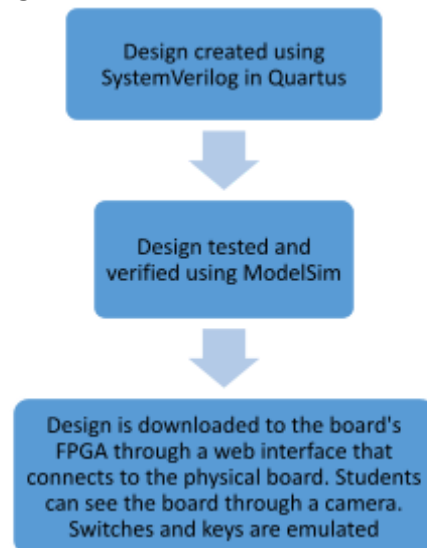 Design created using
SystemVerilog in Quartus
Design tested and
verified using ModelSim
Design is downloaded to the board's
FPGA through a web interface that
connects to the physical board. Students
can see the board through a camera.
Switches and keys are emulated